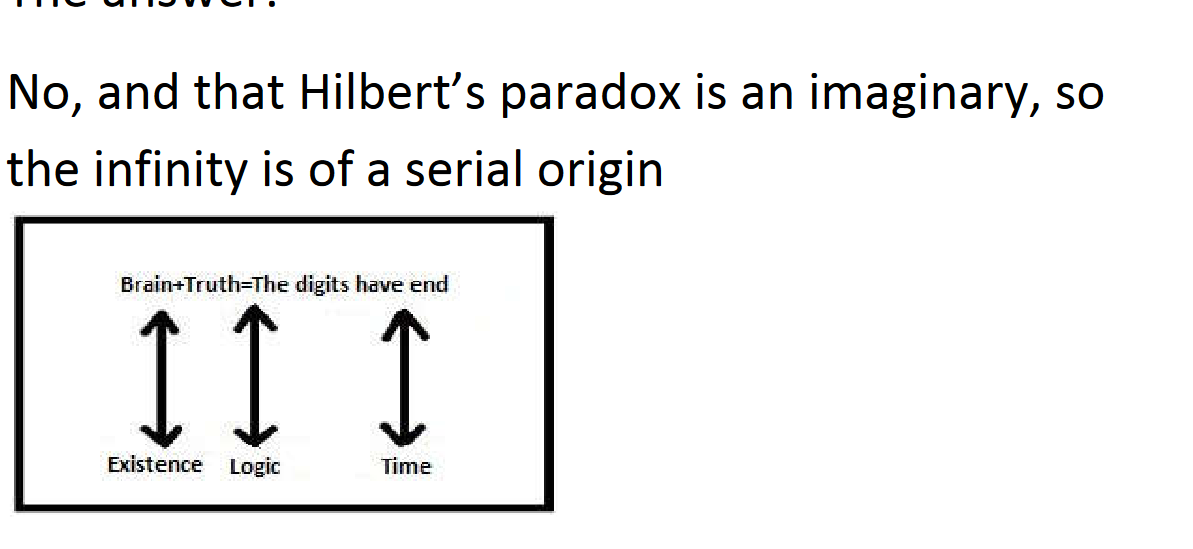 No, and that Hilbert’s paradox is an imaginary, so
the infinity is of a serial origin
Brain+Truth=The digits have end
Existence Logic Time